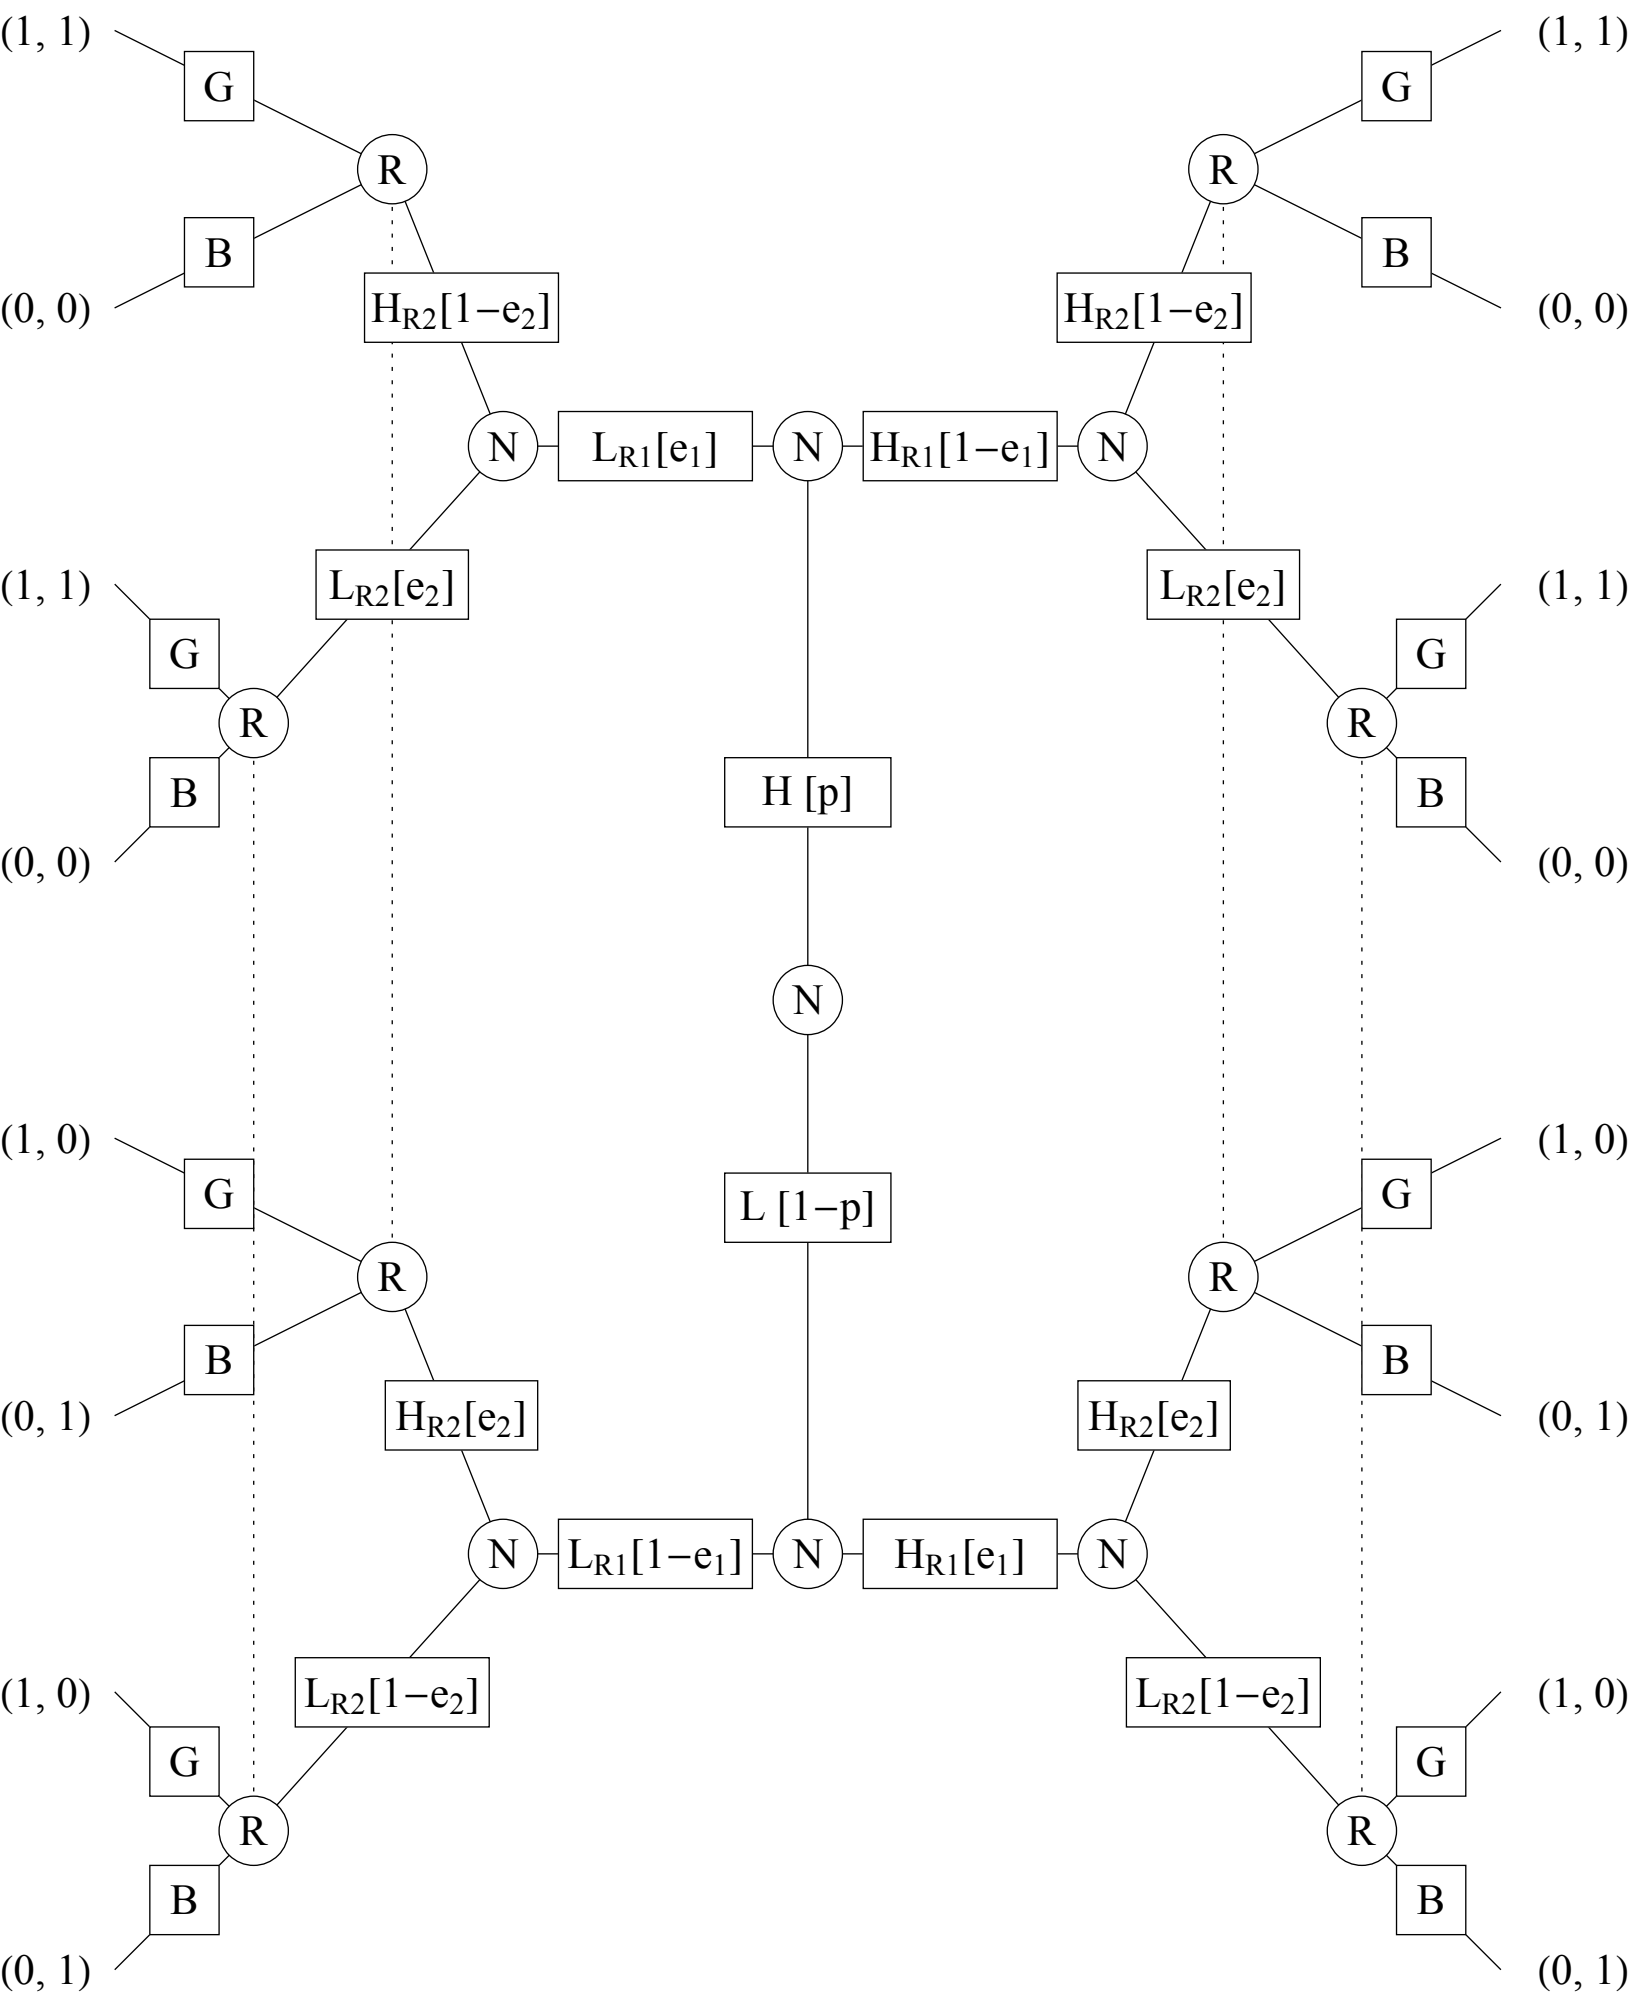 (1, 1) (1, 1)
G G
R R
B B
(0, 0) H_R2[1−e_2] H_R2[1−e_2] (0, 0)
N L_R1[e_1] N H_R1[1−e_1] N
(1, 1) L_R2[e_2] L_R2[e_2] (1, 1)
G G
R R
B H [p] B
(0, 0) (0, 0)
N
(1, 0) (1, 0)
G L [1−p] G
R R
B B
(0, 1) H_R2[e_2] H_R2[e_2] (0, 1)
N L_R1[1−e_1] N H_R1[e_1] N
(1, 0) L_R2[1−e_2] L_R2[1−e_2] (1, 0)
G G
R R
B B
(0, 1) (0, 1)